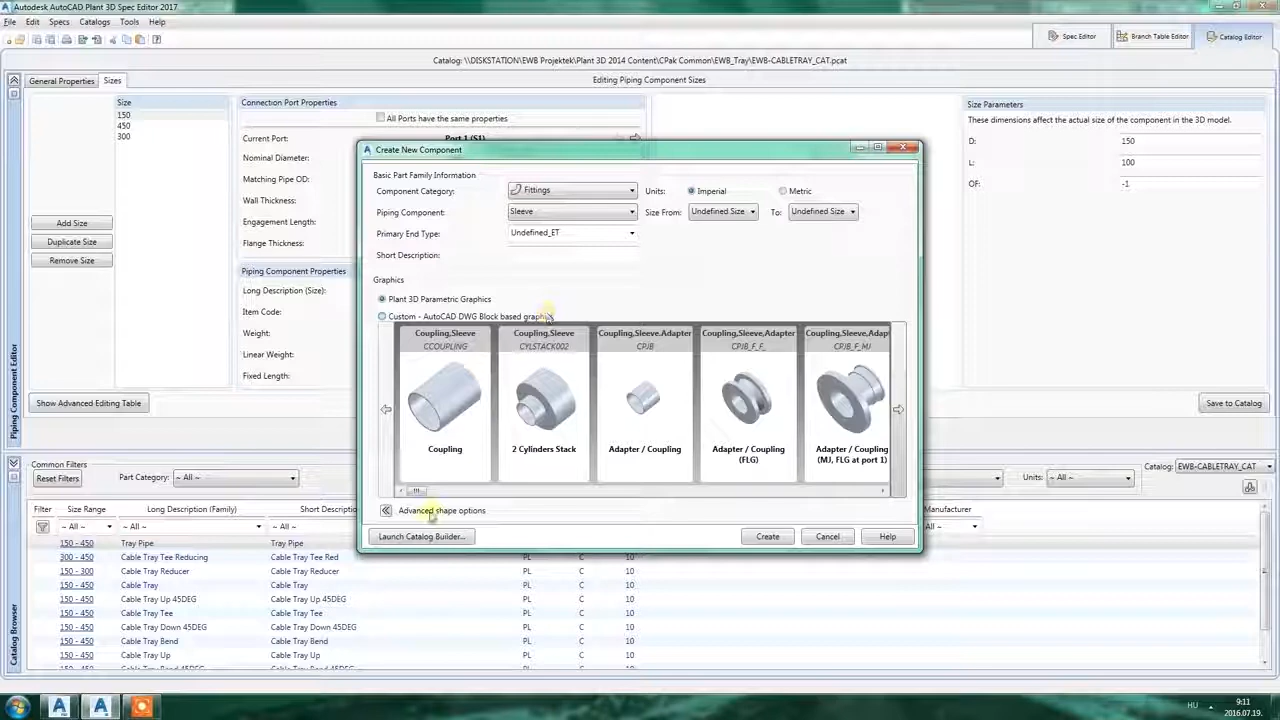 Autodesk AutoCAD Plant 3D Spec Editor 2017
File Edit Specs Catalogs Tools Help
Spec Editor Branch Table Editor Catalog Editor
Catalog: \\DISKSTATION\EWB Projektek\Plant 3D 2014 Content\CPak Common\EWB_Tray\EWB-CABLETRAY_CAT.pcat
General Properties Sizes Editing Piping Component Sizes
Size
150
450
300
Add Size
Duplicate Size
Remove Size
Show Advanced Editing Table
Connection Port Properties
All Ports have the same properties
Current Port: Port 1 (S1)
Nominal Diameter:
Matching Pipe OD:
Wall Thickness:
Engagement Length:
Flange Thickness:
Piping Component Properties
Long Description (Size):
Item Code:
Weight:
Linear Weight:
Fixed Length:
Size Parameters
These dimensions affect the actual size of the component in the 3D model.
D: 150
L: 100
OF: -1
Save to Catalog
Piping Component Editor
Create New Component
Basic Part Family Information
Component Category: Fittings Units: Imperial Metric
Piping Component: Sleeve Size From: Undefined Size To: Undefined Size
Primary End Type: Undefined_ET
Short Description:
Graphics
Plant 3D Parametric Graphics
Custom - AutoCAD DWG Block based graphics
Coupling,Sleeve Coupling,Sleeve Coupling,Sleeve.Adapter Coupling,Sleeve,Adapter Coupling,Sleeve,Adap
CCOUPLING CYLSTACK002 CPJB CPJB_F_F_ CPJB_F_MJ
Coupling 2 Cylinders Stack Adapter / Coupling Adapter / Coupling (FLG) Adapter / Coupling (MJ, FLG at port 1)
Advanced shape options
Launch Catalog Builder... Create Cancel Help
Common Filters
Reset Filters Part Category: ~ All ~ Units: ~ All ~ Catalog: EWB-CABLETRAY_CAT
Filter Size Range Long Description (Family) Short Descript Manufacturer
~ All ~ ~ All ~ ~ All ~ All ~
150 - 450 Tray Pipe Tray Pipe
300 - 450 Cable Tray Tee Reducing Cable Tray Tee Red PL C 10
150 - 300 Cable Tray Reducer Cable Tray Reducer PL C 10
150 - 450 Cable Tray Cable Tray PL C 10
150 - 450 Cable Tray Up 45DEG Cable Tray Up 45DEG PL C 10
150 - 450 Cable Tray Tee Cable Tray Tee PL C 10
150 - 450 Cable Tray Down 45DEG Cable Tray Down 45DEG PL C 10
150 - 450 Cable Tray Bend Cable Tray Bend PL C 10
150 - 450 Cable Tray Up Cable Tray Up PL C 10
Catalog Browser
HU 9:11
2016.07.19.